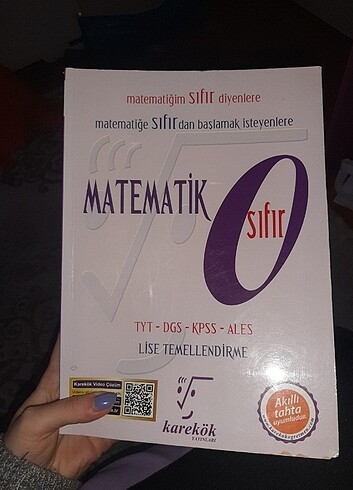 matematiğim sıfır diyenlere
matematiğe sıfırdan başlamak isteyenlere
MATEMATİK
0
sıfır
TYT - DGS - KPSS - ALES
LİSE TEMELLENDİRME
Karekök Video Çözüm
karekök
YAYINLARI
Akıllı
tahta
uyumludur.